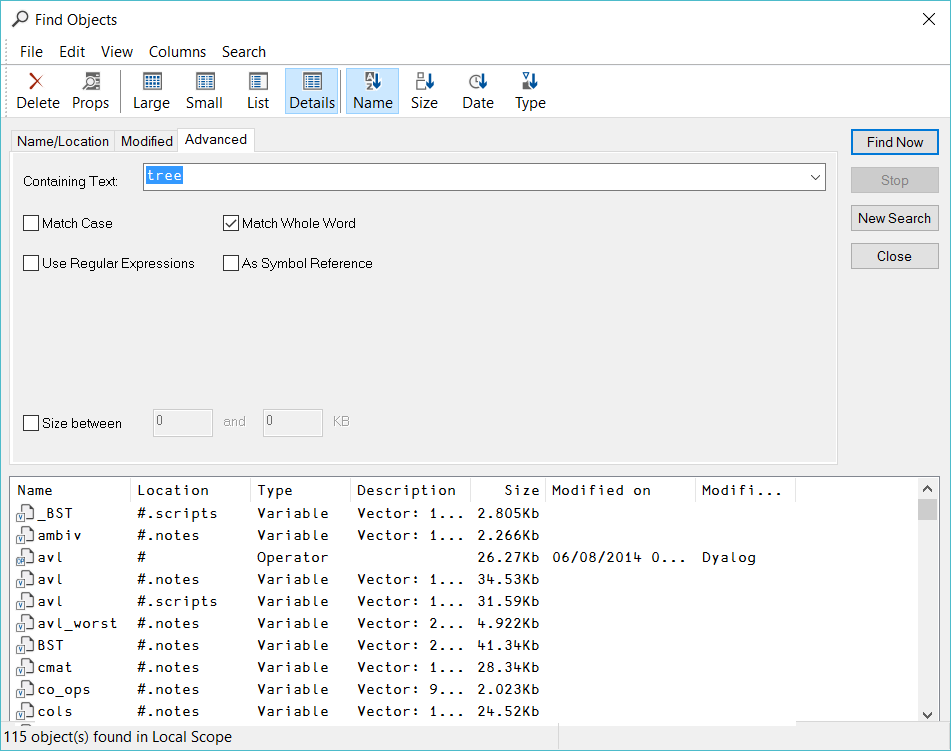 Find Objects
File Edit View Columns Search
Delete Props Large Small List Details Name Size Date Type
Name/Location Modified Advanced
Find Now
Containing Text: tree
Stop
Match Case Match Whole Word
New Search
Use Regular Expressions As Symbol Reference
Close
Size between 0 and 0 KB
Name Location Type Description Size Modified on Modifi...
_BST #.scripts Variable Vector: 1... 2.805Kb
ambiv #.notes Variable Vector: 1... 2.266Kb
avl # Operator 26.27Kb 06/08/2014 0... Dyalog
avl #.notes Variable Vector: 1... 34.53Kb
avl #.scripts Variable Vector: 1... 31.59Kb
avl_worst #.notes Variable Vector: 2... 4.922Kb
BST #.notes Variable Vector: 2... 41.34Kb
cmat #.notes Variable Vector: 1... 28.34Kb
co_ops #.notes Variable Vector: 9... 2.023Kb
cols #.notes Variable Vector: 1... 24.52Kb
115 object(s) found in Local Scope